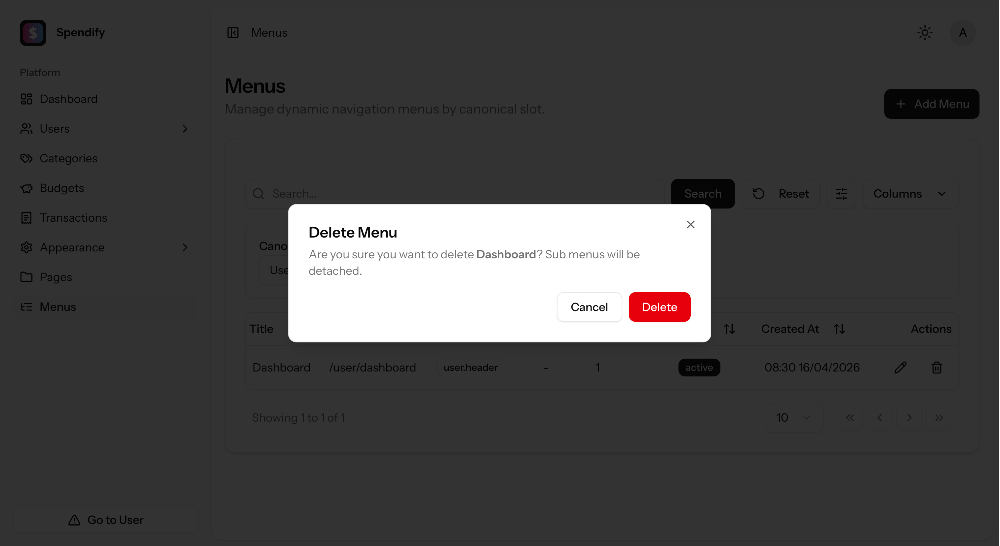 $
Spendify
Platform
Dashboard
Users
Categories
Budgets
Transactions
Appearance
Pages
Menus
Go to User
Menus
A
Menus
Manage dynamic navigation menus by canonical slot.
Add Menu
Search...
Search
Reset
Columns
Cano
Use
Delete Menu
Are you sure you want to delete Dashboard? Sub menus will be
detached.
Cancel
Delete
Title Created At Actions
Dashboard /user/dashboard user.header - 1 active 08:30 16/04/2026
Showing 1 to 1 of 1
10